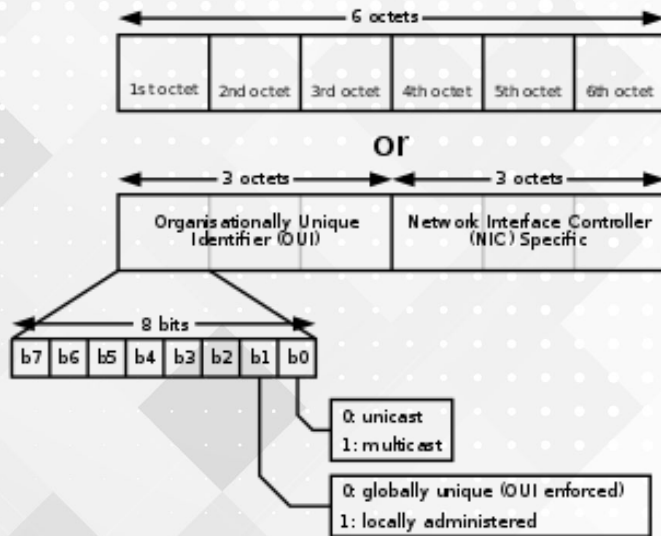 6 octets
1st octet 2nd octet 3rd octet 4th octet 5th octet 6th octet
or
3 octets 3 octets
Organisationally Unique Identifier (OUI)
Network Interface Controller (NIC) Specific
8 bits
b7 b6 b5 b4 b3 b2 b1 b0
0: unicast
1: multicast
0: globally unique (OUI enforced)
1: locally administered